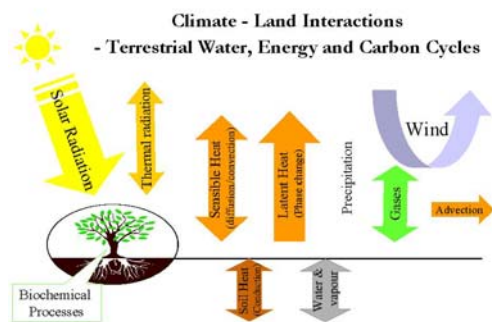 Climate - Land Interactions
- Terrestrial Water, Energy and Carbon Cycles
Solar Radiation
Thermal radiation
Sensible Heat
(diffusion/convection)
Latent Heat
(Phase change)
Precipitation
Wind
Gases
Advection
Biochemical
Processes
Soil Heat
(Conduction)
Water &
vapour